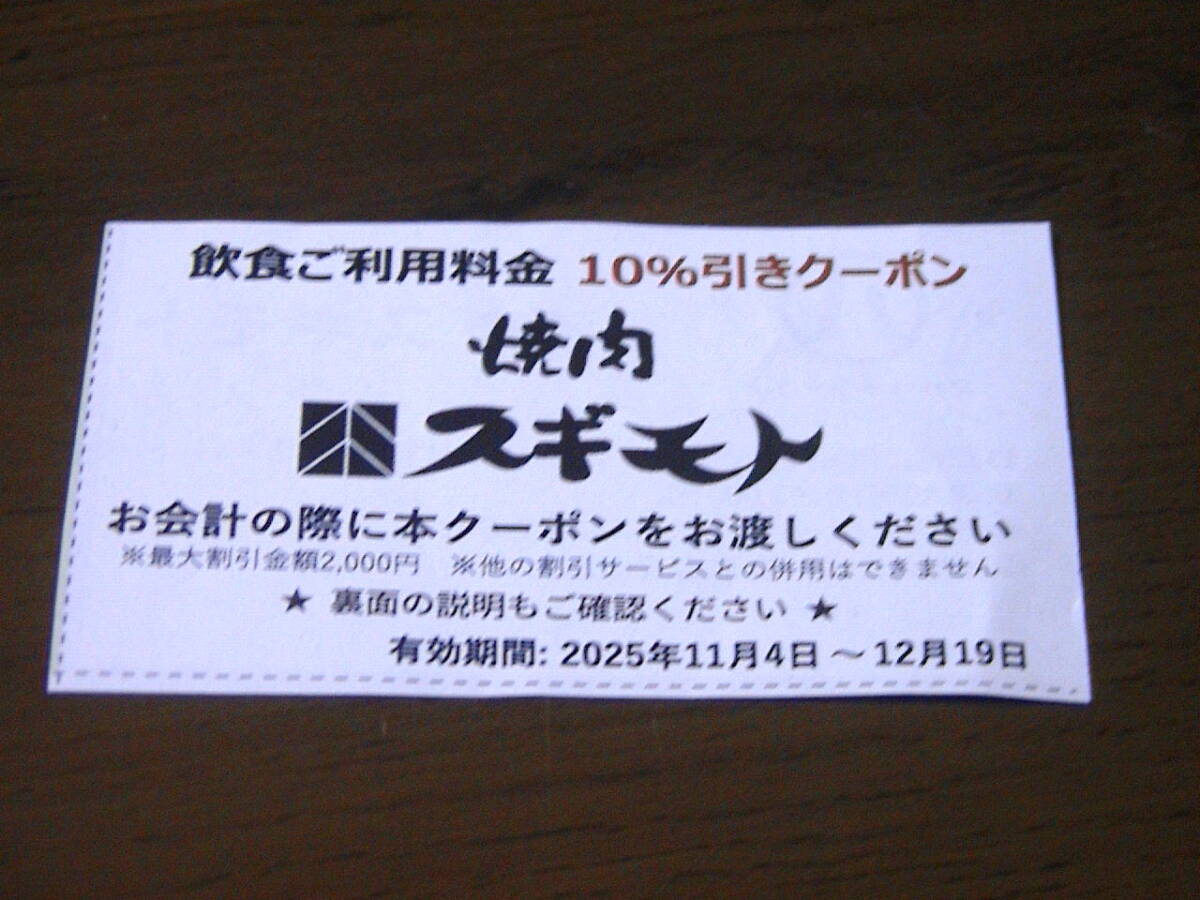 飲食ご利用料金 10%引きクーポン
焼肉
スギモト
お会計の際に本クーポンをお渡しください
※最大割引金額2,000円 ※他の割引サービスとの併用はできません
★ 裏面の説明もご確認ください ★
有効期間: 2025年11月4日 ～ 12月19日